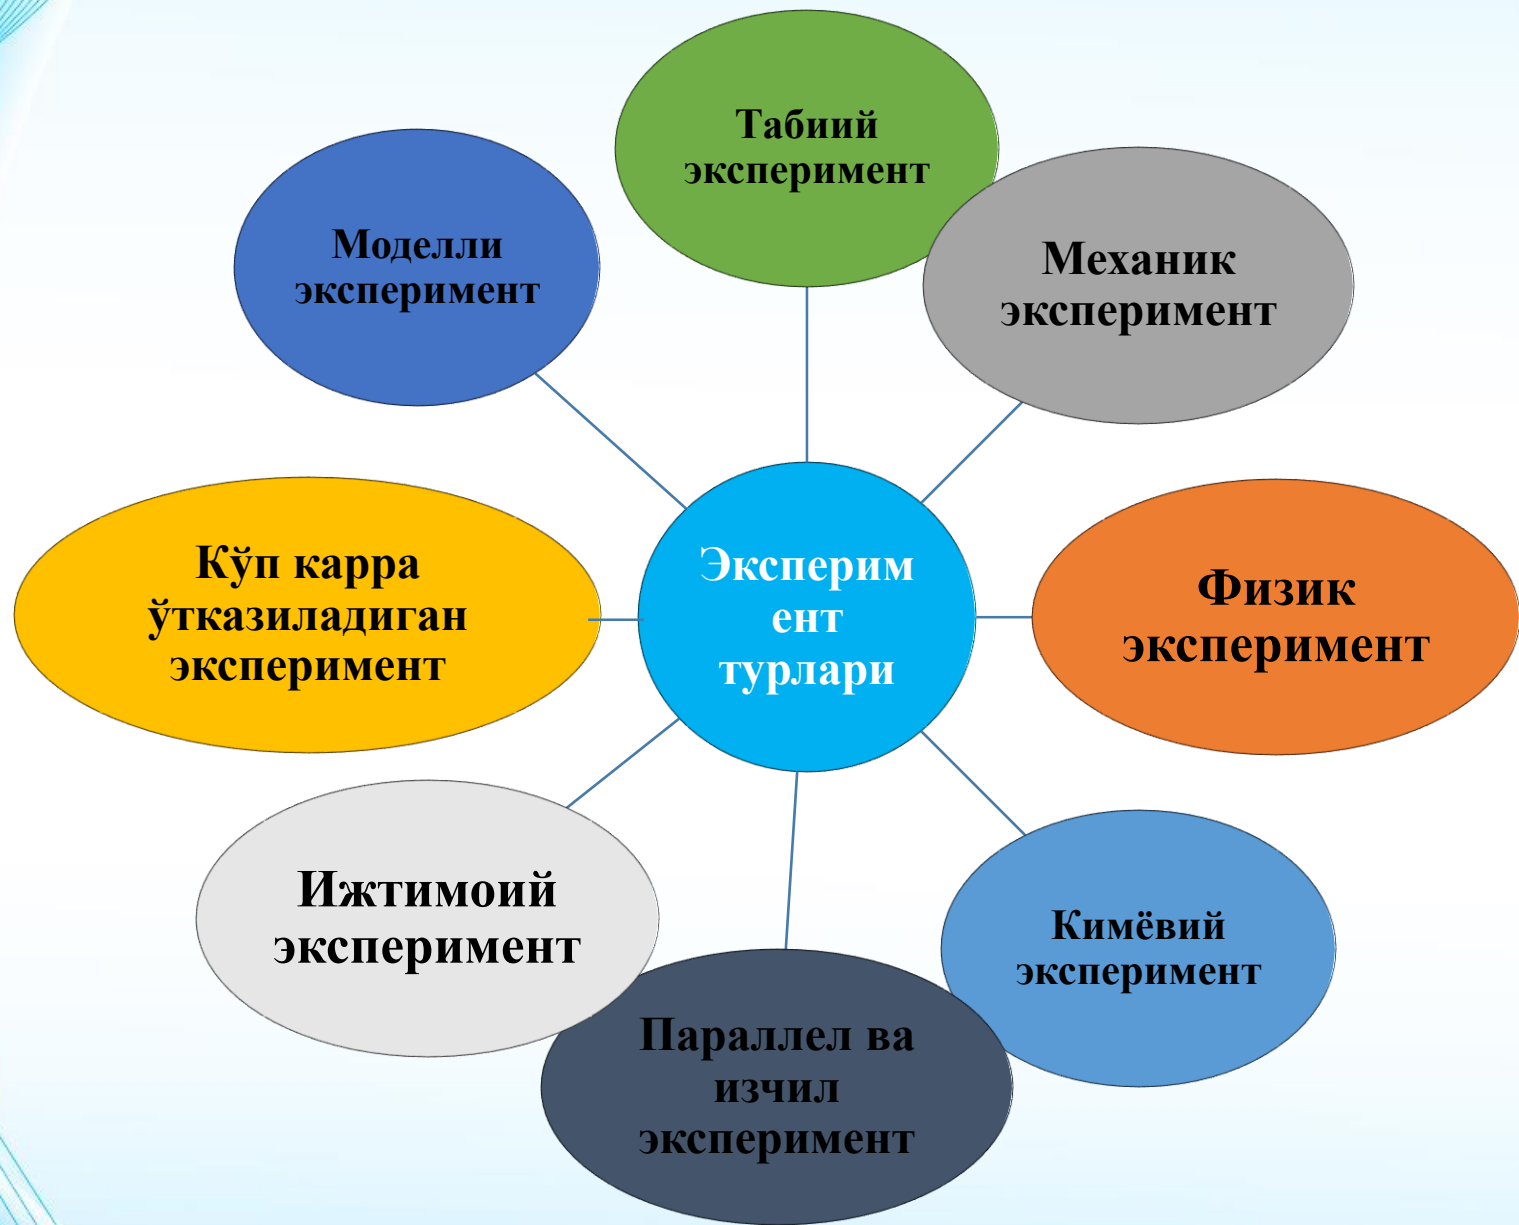 Табиий
эксперимент
Моделли
эксперимент
Механик
эксперимент
Кўп карра
ўтказиладиган
эксперимент
Эксперим
ент
турлари
Физик
эксперимент
Ижтимоий
эксперимент
Кимёвий
эксперимент
Параллел ва
изчил
эксперимент